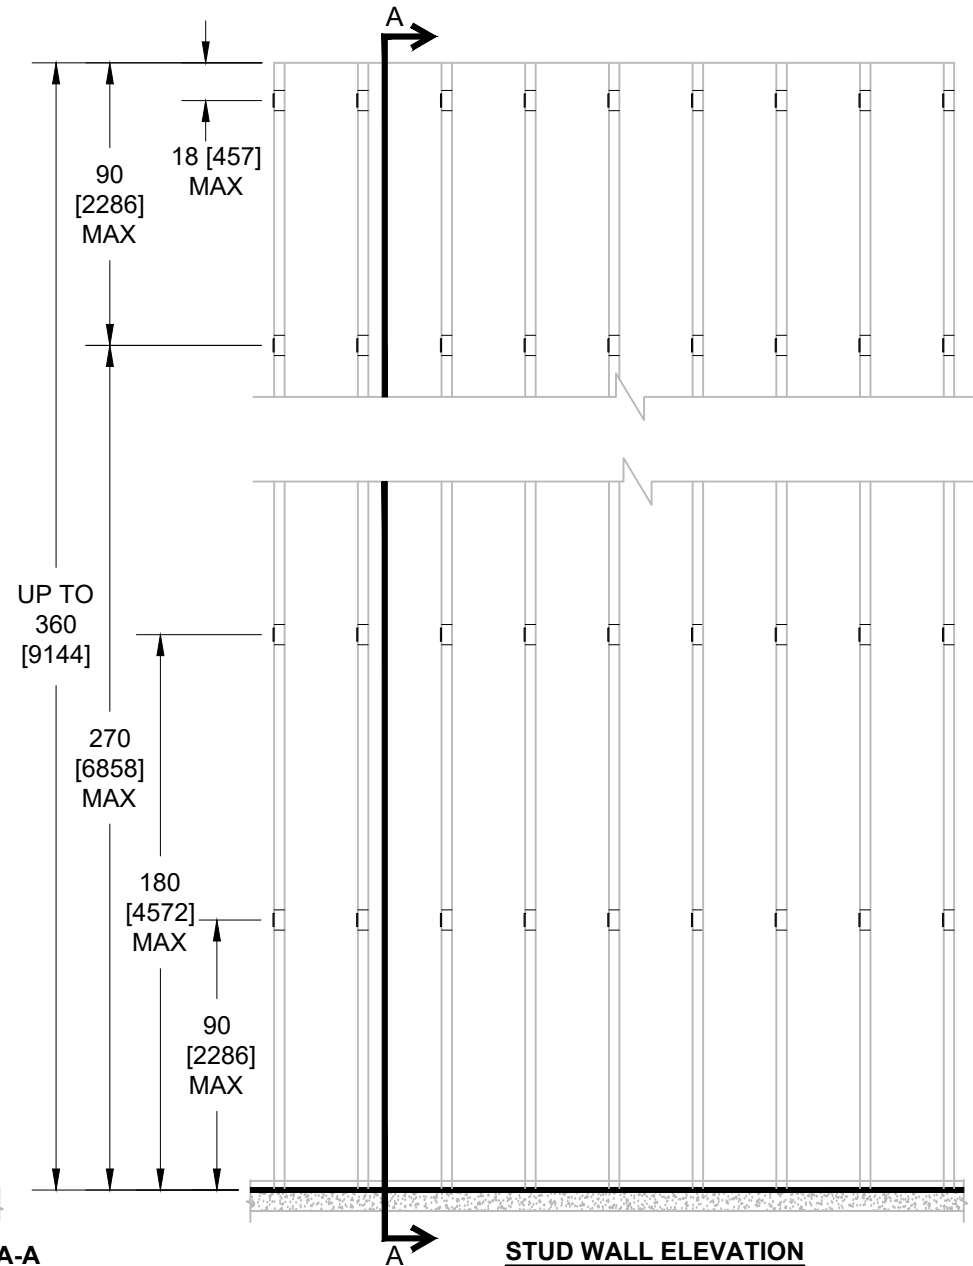 A
18 [457]
MAX
90
[2286]
MAX
UP TO
360
[9144]
270
[6858]
MAX
180
[4572]
MAX
90
[2286]
MAX
A-A
A
STUD WALL ELEVATION